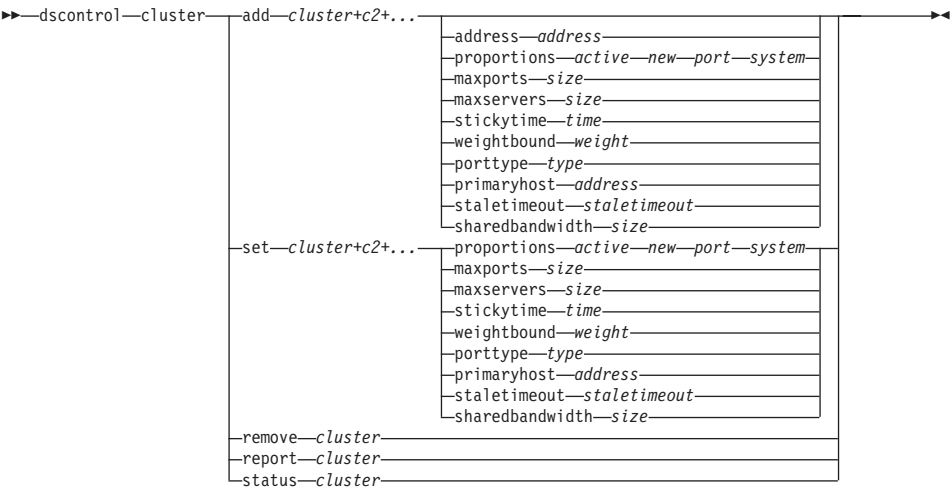 dscontrol cluster add cluster+c2+...
address address
proportions active new port system
maxports size
maxservers size
stickytime time
weightbound weight
porttype type
primaryhost address
staletimeout staletimeout
sharedbandwidth size
set cluster+c2+... proportions active new port system
maxports size
maxservers size
stickytime time
weightbound weight
porttype type
primaryhost address
staletimeout staletimeout
sharedbandwidth size
remove cluster
report cluster
status cluster